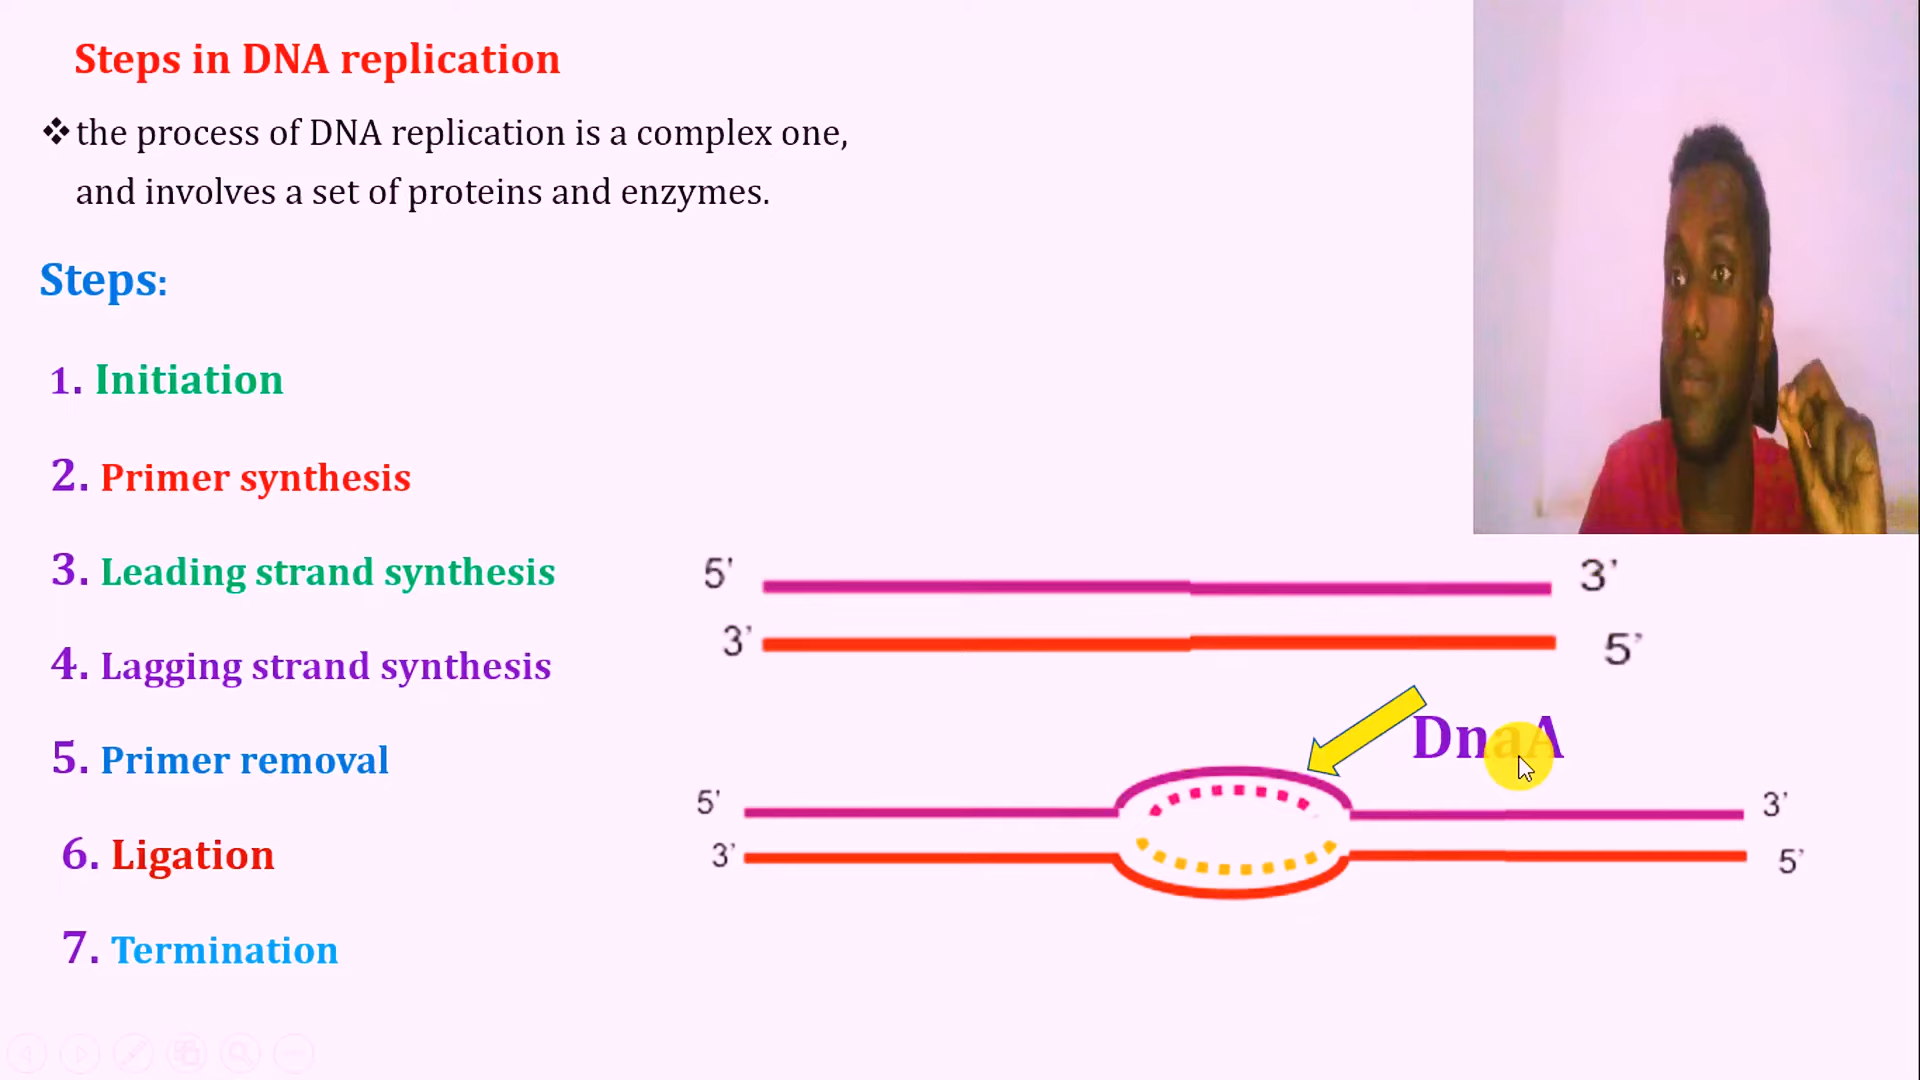 Steps in DNA replication
❖ the process of DNA replication is a complex one,
and involves a set of proteins and enzymes.
Steps:
1. Initiation
2. Primer synthesis
3. Leading strand synthesis
4. Lagging strand synthesis
5. Primer removal
6. Ligation
7. Termination
5' 3'
3' 5'
DnaA
5' 3'
3' 5'